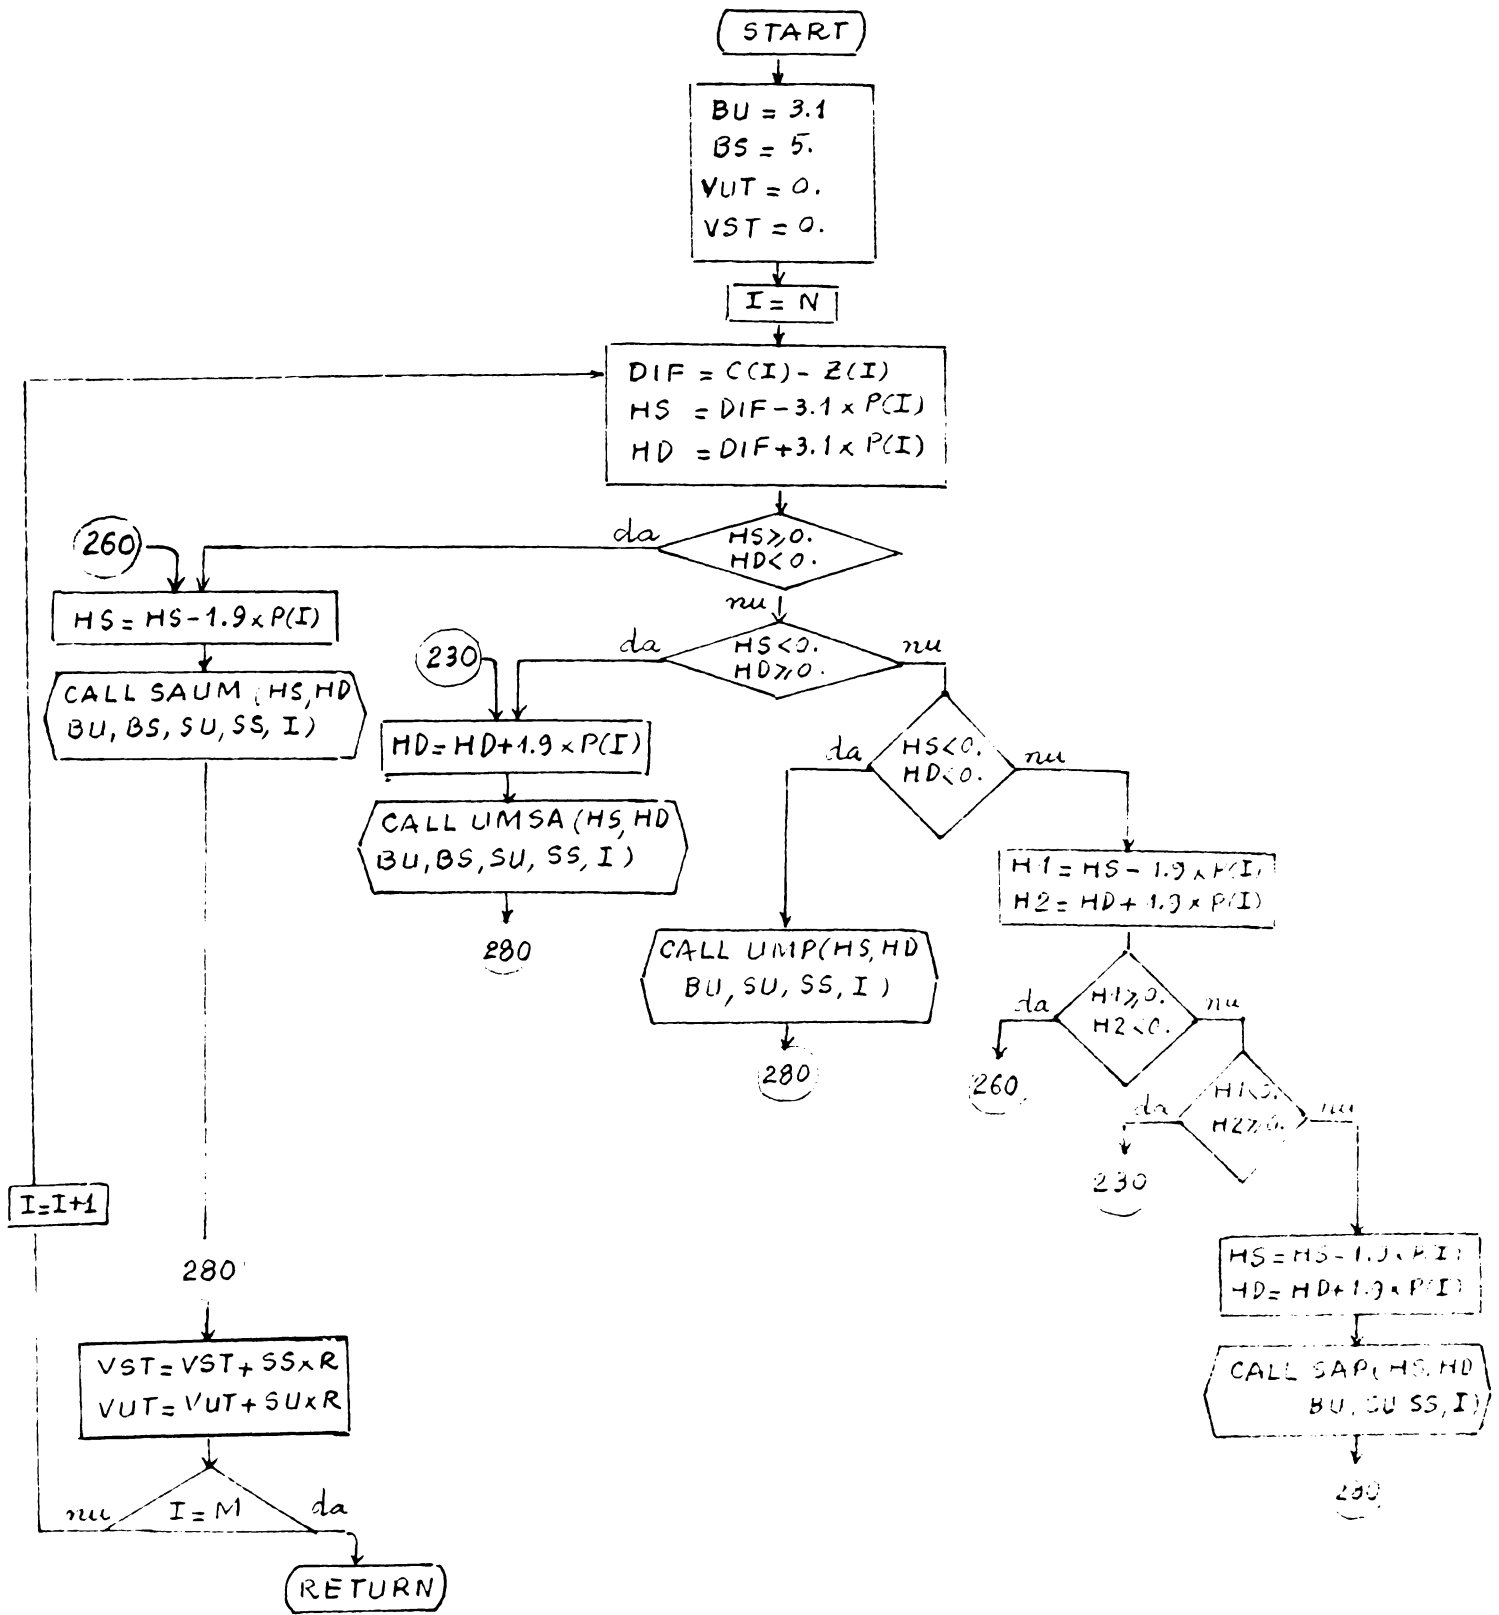 START
BU = 3.1
BS = 5.
VUT = 0.
VST = 0.
I = N
DIF = C(I) - Z(I)
HS = DIF - 3.1 × P(I)
HD = DIF + 3.1 × P(I)
da
HS ⩾ 0.
HD < 0.
260
nu
HS = HS - 1.9 × P(I)
CALL SAUM (HS, HD
BU, BS, SU, SS, I)
230
da
HS < 0.
HD ⩾ 0.
nu
HD = HD + 1.9 × P(I)
CALL UMSA (HS, HD
BU, BS, SU, SS, I)
280
da
HS < 0.
HD < 0.
nu
CALL UMP (HS, HD
BU, SU, SS, I)
280
H1 = HS - 1.9 × P(I)
H2 = HD + 1.9 × P(I)
da
H1 ⩾ 0.
H2 < 0.
nu
260
da
H1 < 0.
H2 ⩾ 0.
nu
230
HS = HS - 1.9 × P(I)
HD = HD + 1.9 × P(I)
CALL SAP (HS, HD
BU, SU SS, I)
280
I = I + 1
280
VST = VST + SS × R
VUT = VUT + SU × R
nu
I = M
da
RETURN